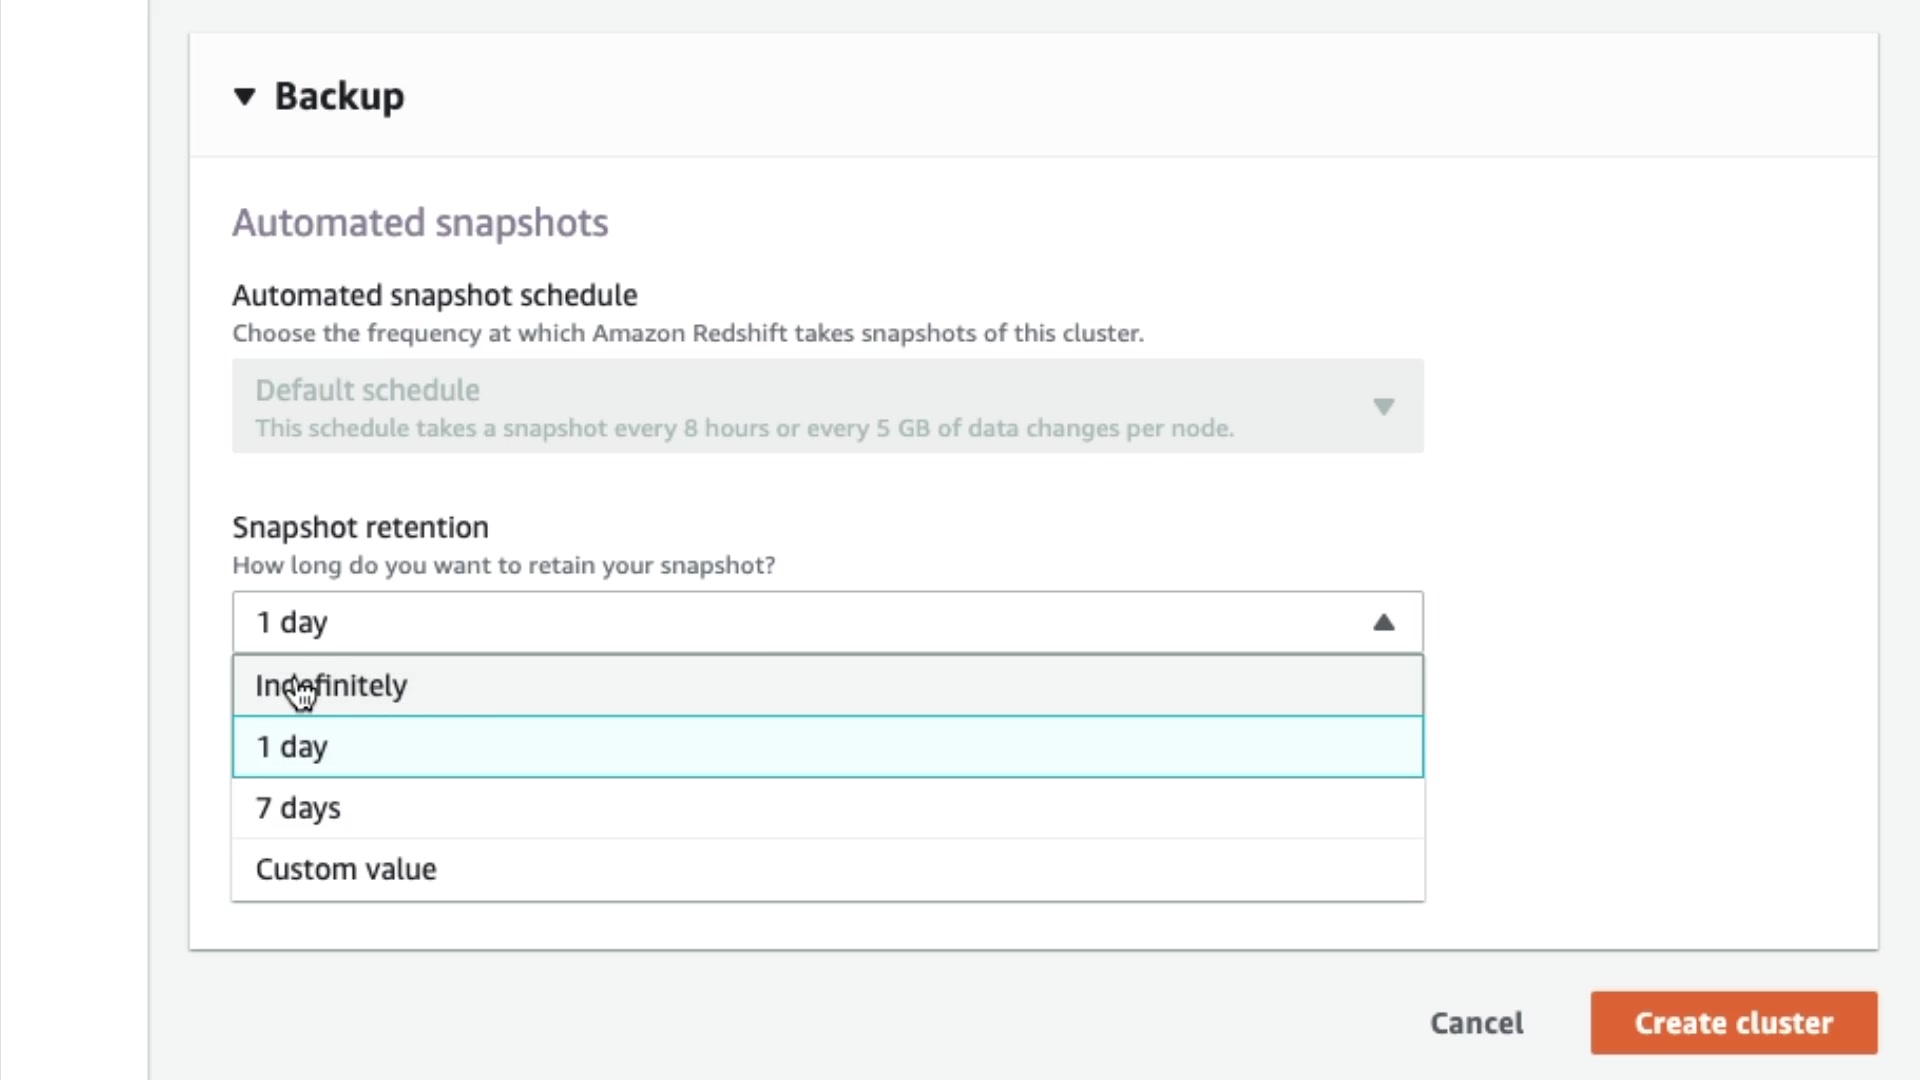 Backup
Automated snapshots
Automated snapshot schedule
Choose the frequency at which Amazon Redshift takes snapshots of this cluster.
Default schedule
This schedule takes a snapshot every 8 hours or every 5 GB of data changes per node.
Snapshot retention
How long do you want to retain your snapshot?
1 day
Indefinitely
1 day
7 days
Custom value
Cancel
Create cluster